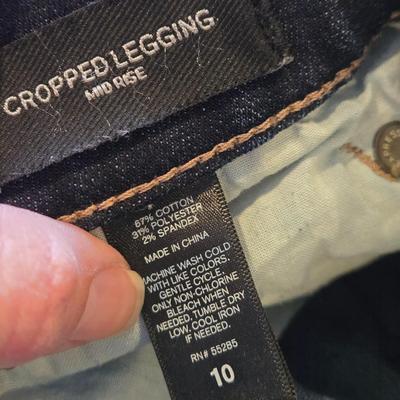 CROPPED LEGGING
MID RISE
67% COTTON
31% POLYESTER
2% SPANDEX
MADE IN CHINA
MACHINE WASH COLD
WITH LIKE COLORS.
GENTLE CYCLE.
ONLY NON-CHLORINE
BLEACH WHEN
NEEDED. TUMBLE DRY
LOW, COOL IRON
IF NEEDED.
RN# 55285
10